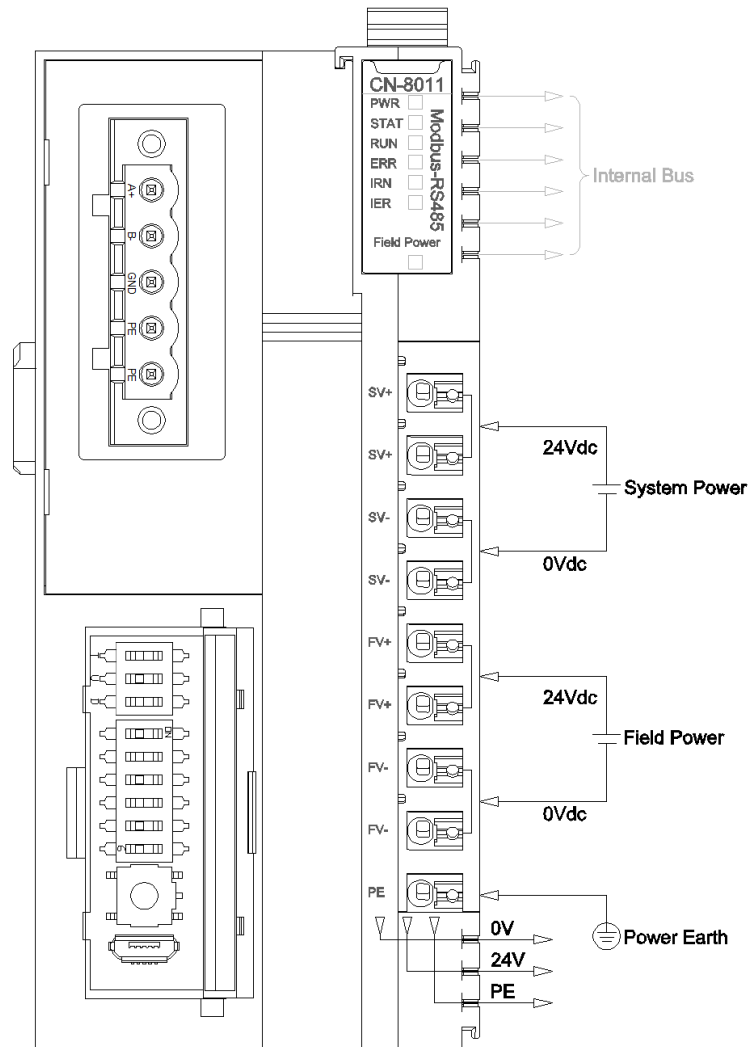 CN-8011
PWR
STAT
RUN
ERR
IRN
IER
Modbus-RS485
Field Power
Internal Bus
A+
B-
GND
PE
PE
SV+
SV+
SV-
SV-
FV+
FV+
FV-
FV-
PE
24Vdc
System Power
0Vdc
24Vdc
Field Power
0Vdc
Power Earth
0V
24V
PE
ON
6